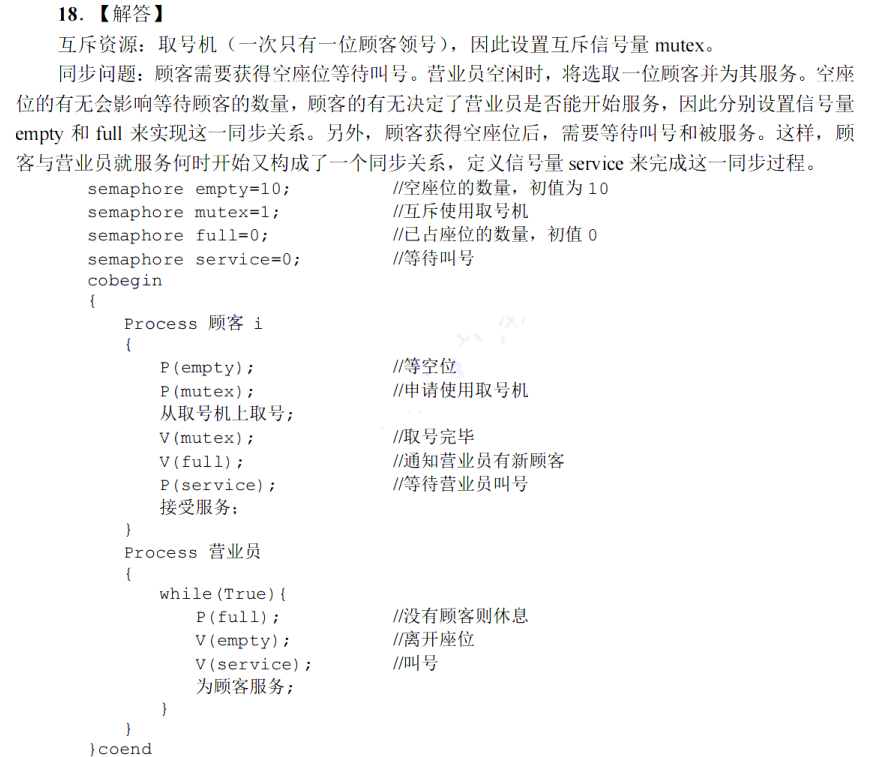 18. 【解答】
互斥资源：取号机（一次只有一位顾客领号），因此设置互斥信号量 mutex。
同步问题：顾客需要获得空座位等待叫号。营业员空闲时，将选取一位顾客并为其服务。空座
位的有无会影响等待顾客的数量，顾客的有无决定了营业员是否能开始服务，因此分别设置信号量
empty 和 full 来实现这一同步关系。另外，顾客获得空座位后，需要等待叫号和被服务。这样，顾
客与营业员就服务何时开始又构成了一个同步关系，定义信号量 service 来完成这一同步过程。
semaphore empty=10; //空座位的数量，初值为 10
semaphore mutex=1; //互斥使用取号机
semaphore full=0; //已占座位的数量，初值 0
semaphore service=0; //等待叫号
cobegin
{
Process 顾客 i
{
P(empty); //等空位
P(mutex); //申请使用取号机
从取号机上取号;
V(mutex); //取号完毕
V(full); //通知营业员有新顾客
P(service); //等待营业员叫号
接受服务;
}
Process 营业员
{
while(True){
P(full); //没有顾客则休息
V(empty); //离开座位
V(service); //叫号
为顾客服务;
}
}
}coend